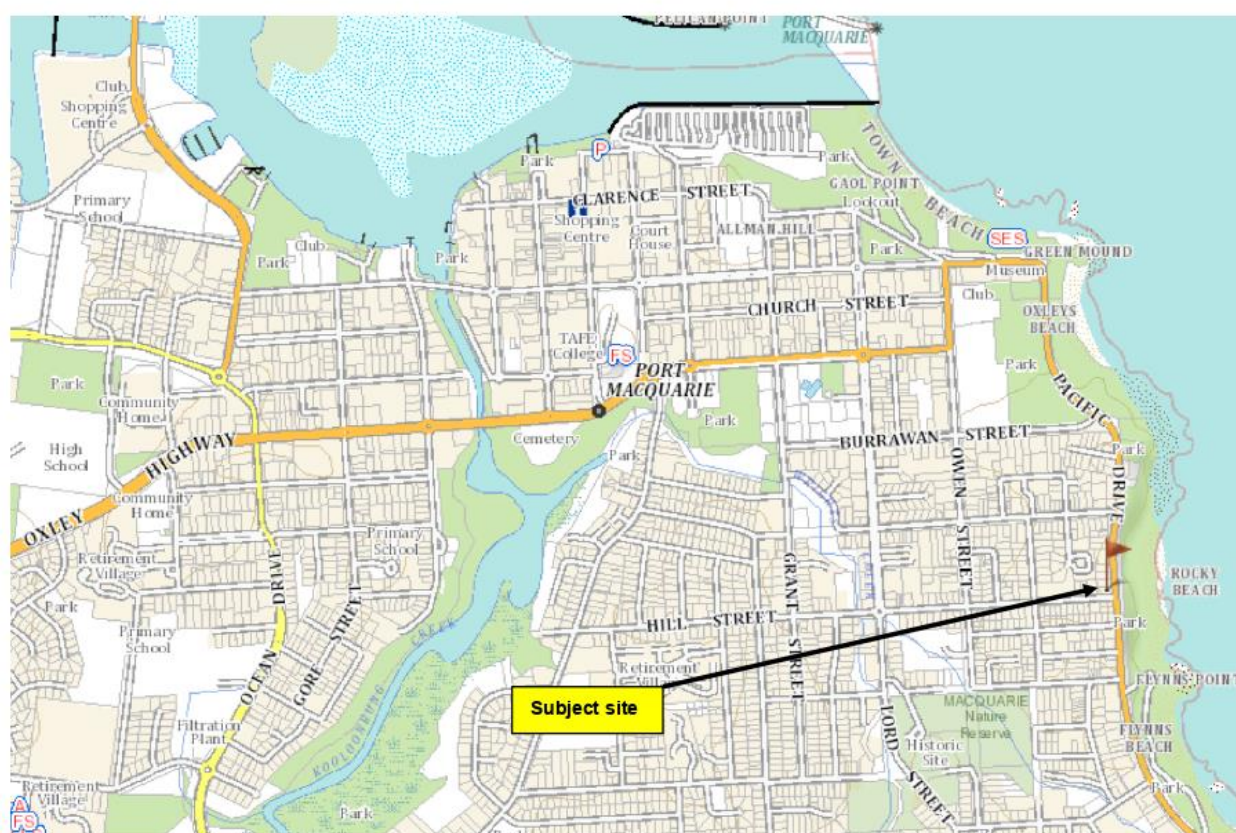 PELICAN POINT
PORT
MACQUARIE
Club
Shopping
Centre
Park
P
Park
TOWN
BEACH
CLARENCE STREET
GAOL POINT
Lookout
Primary
School
Shopping
Centre
Court
House
ALLMAN HILL
SES
GREEN MOUND
Club
Park
Park
Park
Museum
CHURCH STREET
Club
OXLEYS
BEACH
TAFE
College
FS
PORT
MACQUARIE
Park
Park
PACIFIC
DRIVE
Community
Home
Park
BURRAWAN STREET
Park
High
School
OXLEY HIGHWAY
Cemetery
Park
OWEN
STREET
Community
Home
Primary
School
Retirement
Village
GRANT
STREET
ROCKY
BEACH
Park
OCEAN
DRIVE
GORE STREET
HILL STREET
Park
Primary
School
KOOLOONBUNG
CREEK
Retirement
Village
Subject site
FLYNNS POINT
MACQUARIE
Nature
Reserve
FLYNNS
BEACH
Filtration
Plant
LORD
STREET
Historic
Site
Retirement
Village
Park
Park
A
FS